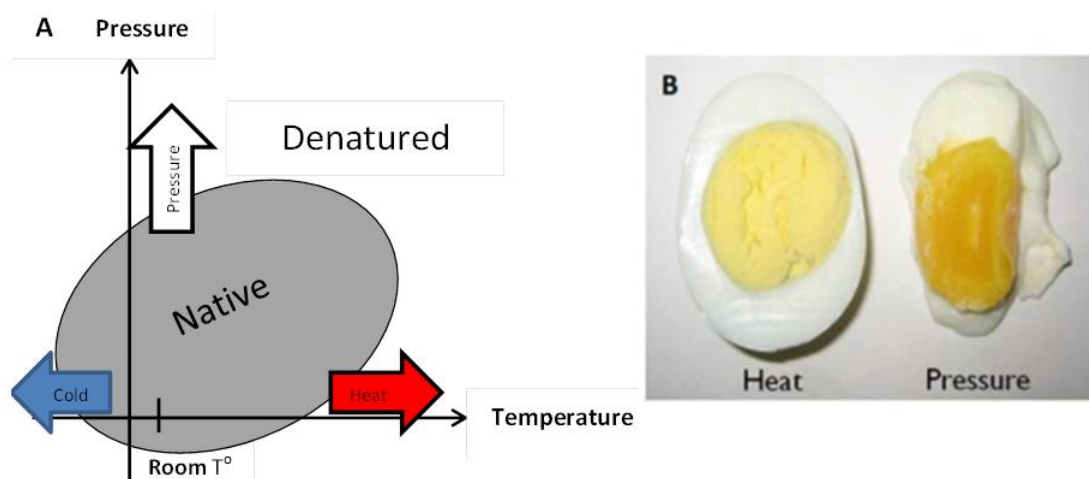 A Pressure
Denatured
Pressure
Native
Cold
Heat
Temperature
Room T°
B
Heat Pressure